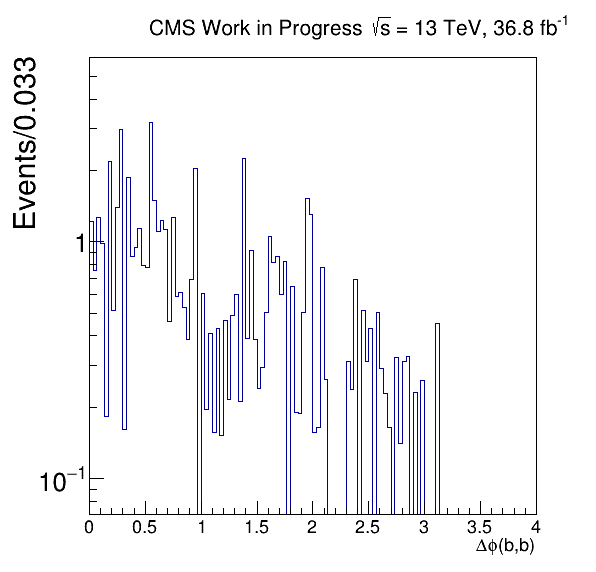 CMS Work in Progress √s = 13 TeV, 36.8 fb⁻¹
Events/0.033
1
10⁻¹
0 0.5 1 1.5 2 2.5 3 3.5 4
Δϕ(b,b)